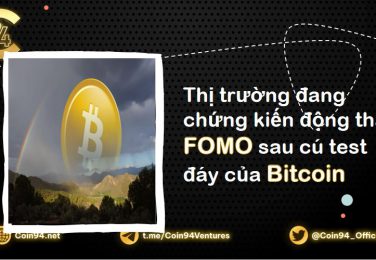 94
Thị trường đang
chứng kiến động th
FOMO sau cú test
đáy của Bitcoin
Coin94.net
t.me/Coin94Ventures
@Coin94_Offic